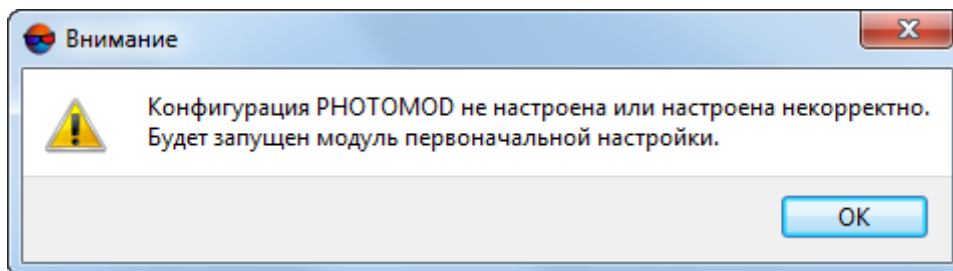 Внимание
Конфигурация PHOTOMOD не настроена или настроена некорректно.
Будет запущен модуль первоначальной настройки.
OK